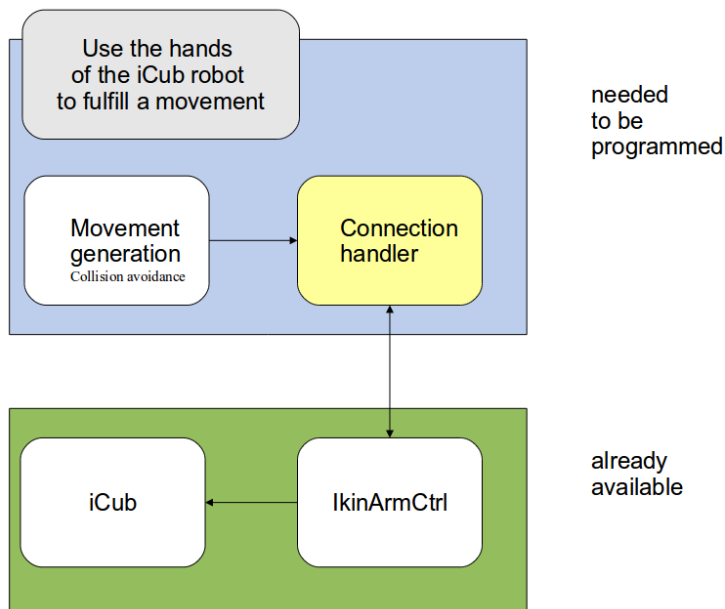 Use the hands
of the iCub robot
to fulfill a movement
needed
to be
programmed
Movement
generation
Collision avoidance
Connection
handler
iCub
IkinArmCtrl
already
available